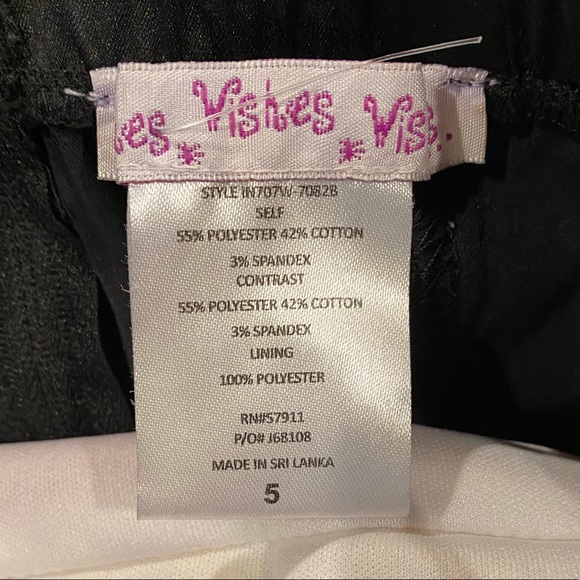 Wishes
STYLE IN707W-7082B
SELF
55% POLYESTER 42% COTTON
3% SPANDEX
CONTRAST
55% POLYESTER 42% COTTON
3% SPANDEX
LINING
100% POLYESTER
RN#57911
P/O# J68108
MADE IN SRI LANKA
5